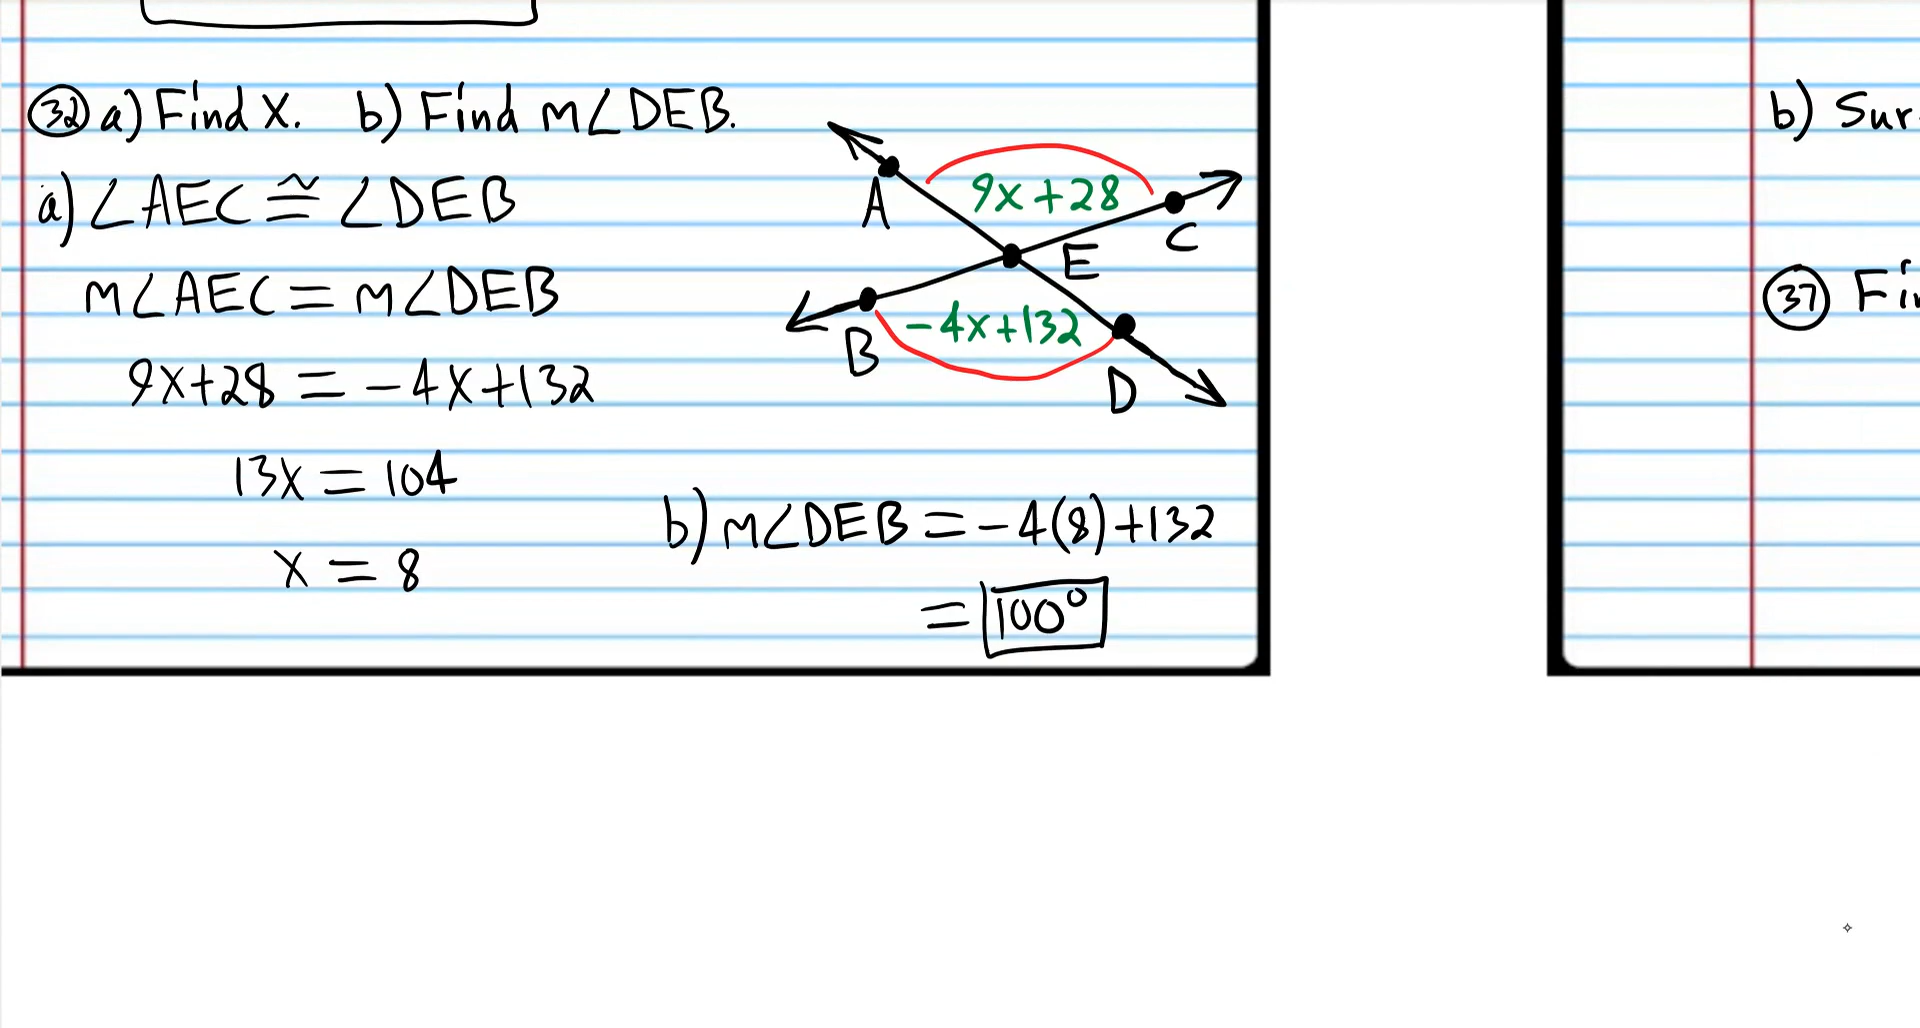 32 a) Find x. b) Find m∠DEB.
a) ∠AEC ≅ ∠DEB
m∠AEC = m∠DEB
9x+28 = -4x+132
13x = 104
x = 8
A
9x+28
C
E
B
-4x+132
D
b) m∠DEB = -4(8)+132
= 100°
b) Sur
37 Fin